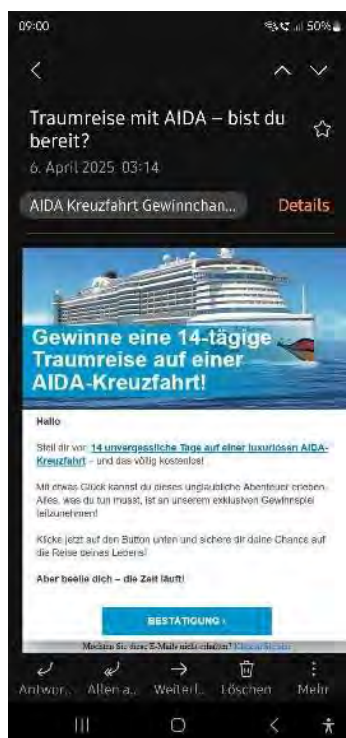 09:00
50%
Traumreise mit AIDA – bist du
bereit?
6. April 2025 03:14
AIDA Kreuzfahrt Gewinnchan...
Details
Gewinne eine 14-tägige
Traumreise auf einer
AIDA-Kreuzfahrt!
Hallo
Stell dir vor, 14 unvergessliche Tage auf einer luxuriösen AIDA-
Kreuzfahrt – und das völlig kostenlos!
Mit etwas Glück kannst du dieses unglaubliche Abenteuer erleben.
Alles, was du tun musst, ist an unserem exklusiven Gewinnspiel
teilzunehmen!
Klicke jetzt auf den Button unten und sichere dir deine Chance auf
die Reise deines Lebens!
Aber beeile dich – die Zeit läuft!
BESTÄTIGUNG ›
Möchten Sie diese E-Mails nicht erhalten?
Antwor...
Allen a...
Weiterl...
Löschen
Mehr